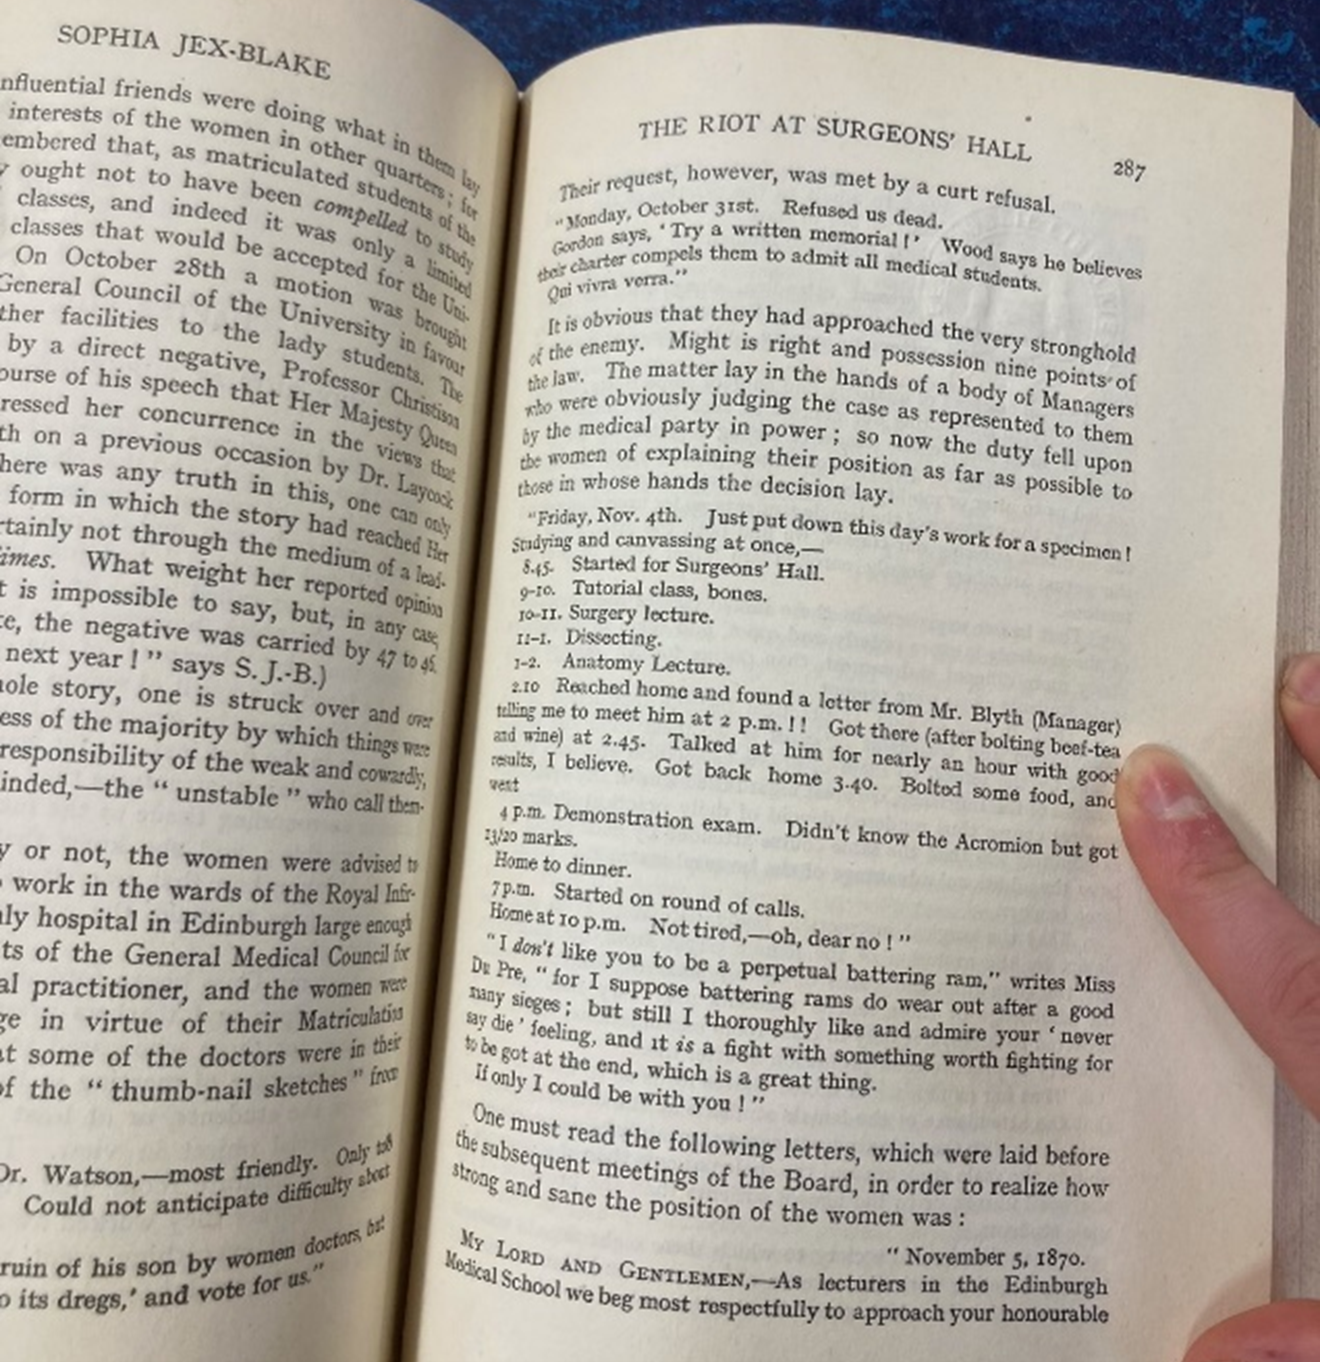 SOPHIA JEX-BLAKE
nfluential friends were doing what in them lay
interests of the women in other quarters; for
embered that, as matriculated students of the
ought not to have been compelled to study
classes, and indeed it was only a limited
classes that would be accepted for the Uni-
On October 28th a motion was brought
General Council of the University in favour
ther facilities to the lady students. The
by a direct negative, Professor Christison
ourse of his speech that Her Majesty Queen
ressed her concurrence in the views that
th on a previous occasion by Dr. Laycock
here was any truth in this, one can only
form in which the story had reached Her
rtainly not through the medium of a lead-
imes. What weight her reported opinion
t is impossible to say, but, in any case,
te, the negative was carried by 47 to 46.
next year!" says S. J.-B.)
ole story, one is struck over and over
ess of the majority by which things were
responsibility of the weak and cowardly,
inded,—the "unstable" who call them-
y or not, the women were advised to
work in the wards of the Royal Infir-
nly hospital in Edinburgh large enough
ts of the General Medical Council for
al practitioner, and the women were
ge in virtue of their Matriculation
at some of the doctors were in their
of the "thumb-nail sketches" from
Dr. Watson,—most friendly. Only
Could not anticipate difficulty about
ruin of his son by women doctors, but
o its dregs,' and vote for us."
THE RIOT AT SURGEONS' HALL 287
Their request, however, was met by a curt refusal.
"Monday, October 31st. Refused us dead.
Gordon says, 'Try a written memorial!' Wood says he believes
their charter compels them to admit all medical students.
Qui vivra verra."
It is obvious that they had approached the very stronghold
of the enemy. Might is right and possession nine points of
the law. The matter lay in the hands of a body of Managers
who were obviously judging the case as represented to them
by the medical party in power; so now the duty fell upon
the women of explaining their position as far as possible to
those in whose hands the decision lay.
"Friday, Nov. 4th. Just put down this day's work for a specimen!
Studying and canvassing at once,—
8.45. Started for Surgeons' Hall.
9-10. Tutorial class, bones.
10-11. Surgery lecture.
11-1. Dissecting.
1-2. Anatomy Lecture.
2.10 Reached home and found a letter from Mr. Blyth (Manager)
telling me to meet him at 2 p.m.!! Got there (after bolting beef-tea
and wine) at 2.45. Talked at him for nearly an hour with good
results, I believe. Got back home 3.40. Bolted some food, and
went
4 p.m. Demonstration exam. Didn't know the Acromion but got
13/20 marks.
Home to dinner.
7 p.m. Started on round of calls.
Home at 10 p.m. Not tired,—oh, dear no!"
"I don't like you to be a perpetual battering ram," writes Miss
Du Pre, "for I suppose battering rams do wear out after a good
many sieges; but still I thoroughly like and admire your 'never
say die' feeling, and it is a fight with something worth fighting for
to be got at the end, which is a great thing.
If only I could be with you!"
One must read the following letters, which were laid before
the subsequent meetings of the Board, in order to realize how
strong and sane the position of the women was:
"November 5, 1870.
MY LORD AND GENTLEMEN,—As lecturers in the Edinburgh
Medical School we beg most respectfully to approach your honourable